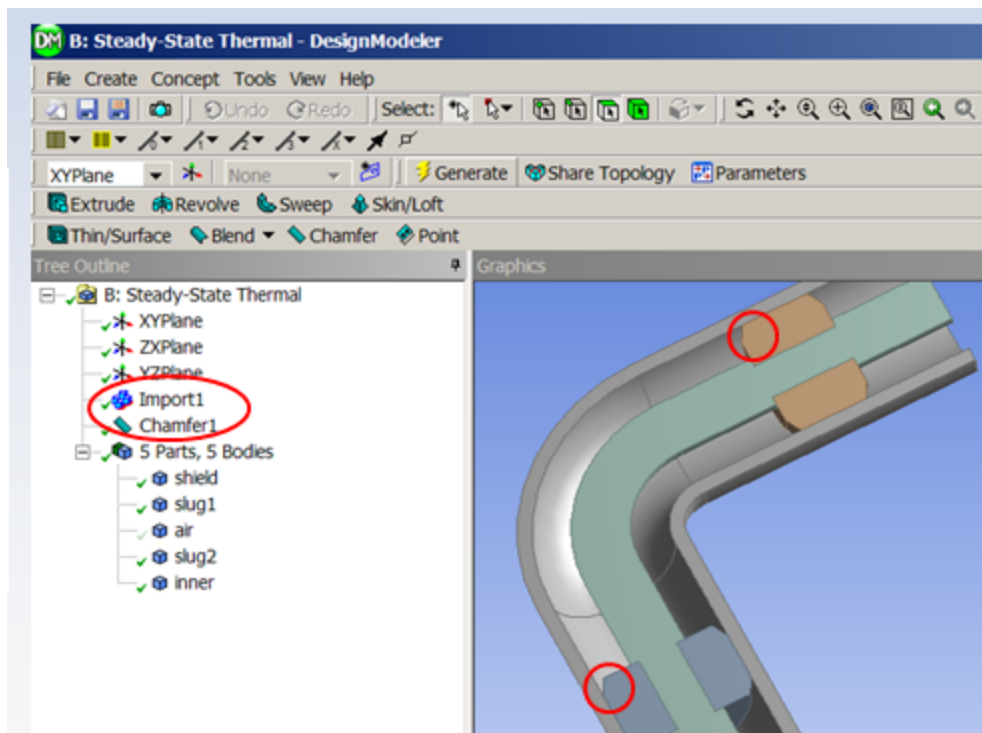 DM B: Steady-State Thermal - DesignModeler
File Create Concept Tools View Help
Undo Redo Select:
XYPlane None Generate Share Topology Parameters
Extrude Revolve Sweep Skin/Loft
Thin/Surface Blend Chamfer Point
Tree Outline Graphics
B: Steady-State Thermal
XYPlane
ZXPlane
YZPlane
Import1
Chamfer1
5 Parts, 5 Bodies
shield
slug1
air
slug2
inner